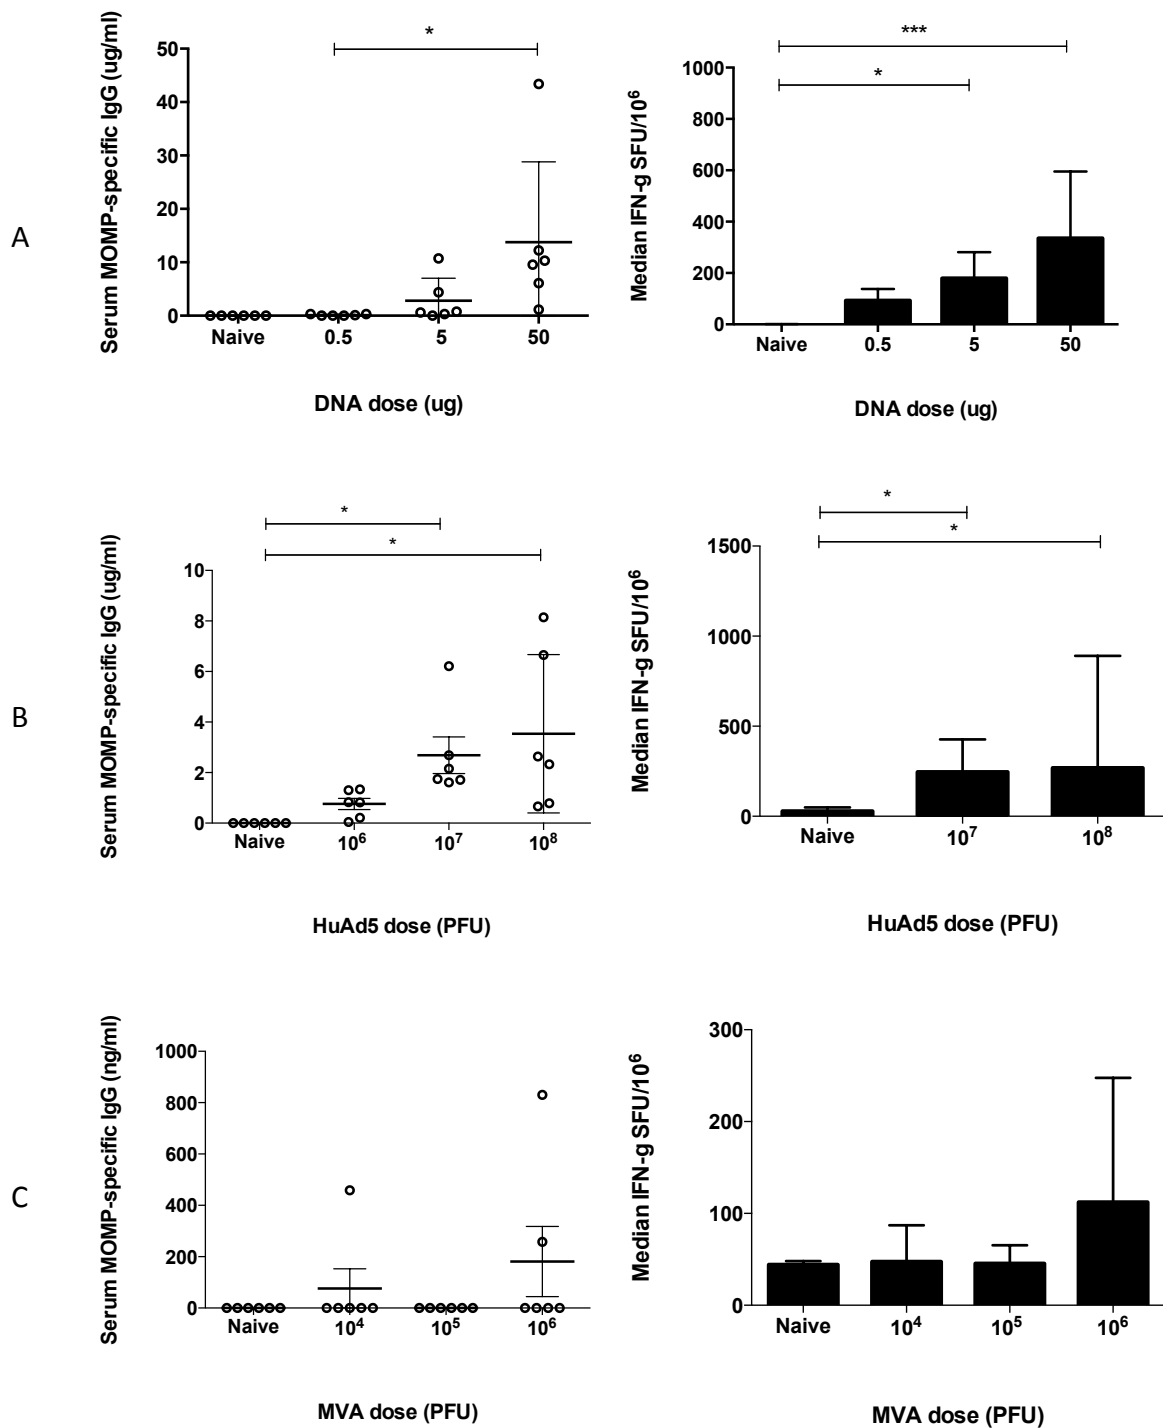 A
Serum MOMP-specific IgG (ug/ml)
50
40
30
20
10
0
*
Naive 0.5 5 50
DNA dose (ug)
Median IFN-g SFU/10⁶
1000
800
600
400
200
0
***
*
Naive 0.5 5 50
DNA dose (ug)
B
Serum MOMP-specific IgG (ug/ml)
10
8
6
4
2
0
*
*
Naive 10⁶ 10⁷ 10⁸
HuAd5 dose (PFU)
Median IFN-g SFU/10⁶
1500
1000
500
0
*
*
Naive 10⁷ 10⁸
HuAd5 dose (PFU)
C
Serum MOMP-specific IgG (ng/ml)
1000
800
600
400
200
0
Naive 10⁴ 10⁵ 10⁶
MVA dose (PFU)
Median IFN-g SFU/10⁶
300
200
100
0
Naive 10⁴ 10⁵ 10⁶
MVA dose (PFU)